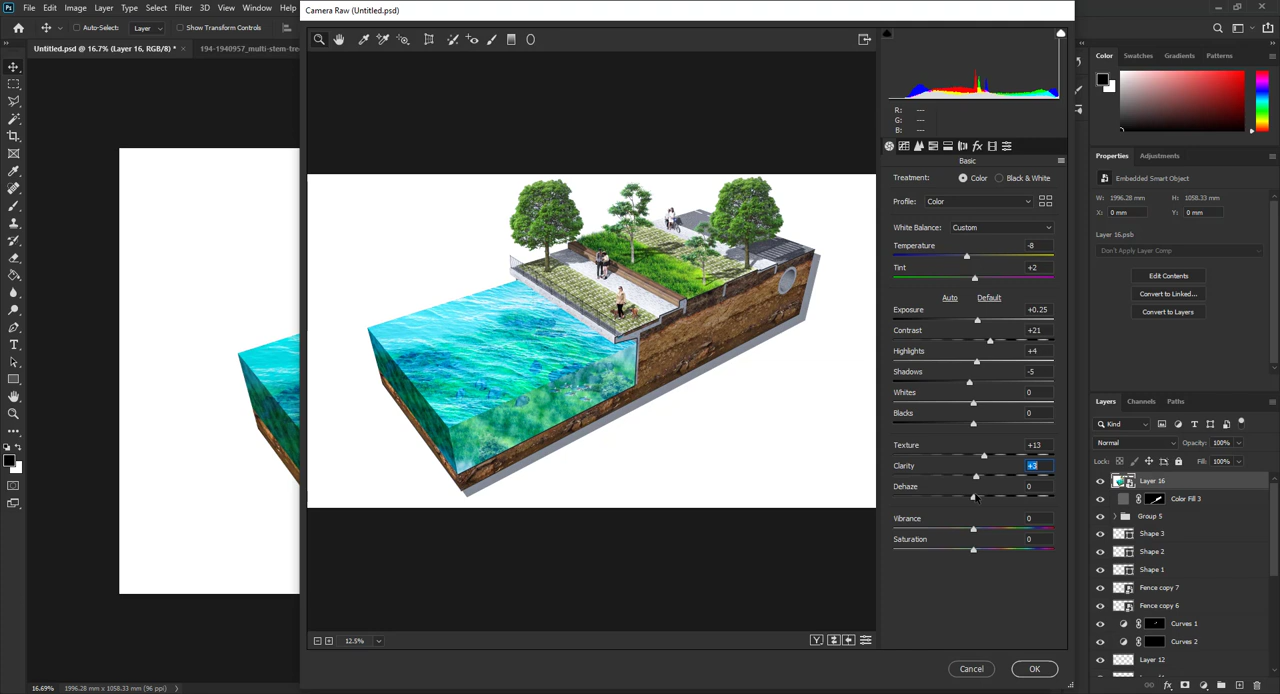 Camera Raw (Untitled.psd)
Ps File Edit Image Layer Type Select Filter 3D View Window Help
Auto-Select: Layer Show Transform Controls
Untitled.psd @ 16.7% (Layer 16, RGB/8) *
194-1940957_multi-stem-tre
Color Swatches Gradients Patterns
R: ---
G: ---
B: ---
Basic
Treatment: Color Black & White
Profile: Color
White Balance: Custom
Temperature -8
Tint +2
Auto Default
Exposure +0.25
Contrast +21
Highlights +4
Shadows -5
Whites 0
Blacks 0
Texture +13
Clarity +3
Dehaze 0
Vibrance 0
Saturation 0
12.5%
Y
Cancel OK
Properties Adjustments
Embedded Smart Object
W: 1996.28 mm H: 1058.33 mm
X: 0 mm Y: 0 mm
Layer 16.psb
Don't Apply Layer Comp
Edit Contents
Convert to Linked...
Convert to Layers
Layers Channels Paths
Kind
Normal Opacity: 100%
Lock: Fill: 100%
Layer 16
Color Fill 3
Group 5
Shape 3
Shape 2
Shape 1
Fence copy 7
Fence copy 6
Curves 1
Curves 2
Layer 12
16.69% 1996.28 mm x 1058.33 mm (96 ppi)